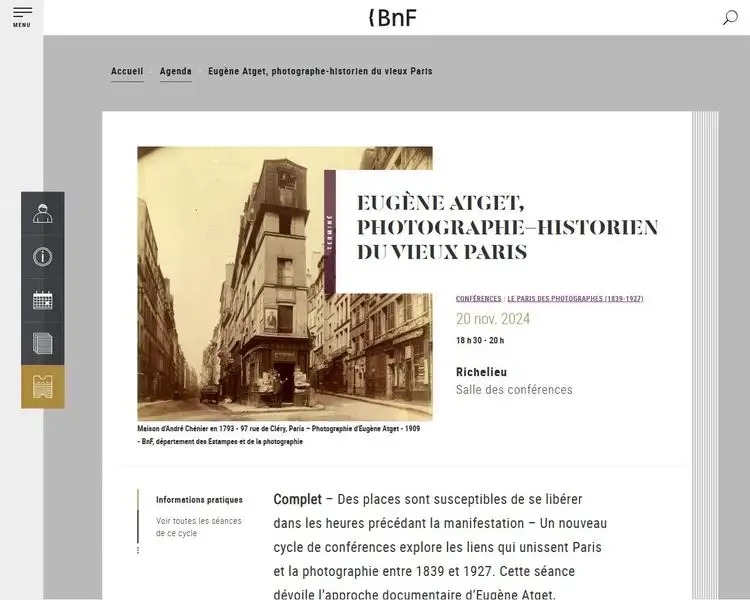 MENU
{BnF
Accueil Agenda Eugène Atget, photographe-historien du vieux Paris
TERMINÉ
EUGÈNE ATGET,
PHOTOGRAPHE–HISTORIEN
DU VIEUX PARIS
CONFÉRENCES : LE PARIS DES PHOTOGRAPHES (1839-1927)
20 nov. 2024
18 h 30 - 20 h
Richelieu
Salle des conférences
Maison d'André Chénier en 1793 - 97 rue de Cléry, Paris – Photographie d'Eugène Atget - 1909
- BnF, département des Estampes et de la photographie
Informations pratiques
Voir toutes les séances
de ce cycle
Complet – Des places sont susceptibles de se libérer
dans les heures précédant la manifestation – Un nouveau
cycle de conférences explore les liens qui unissent Paris
et la photographie entre 1839 et 1927. Cette séance
dévoile l'approche documentaire d'Eugène Atget,